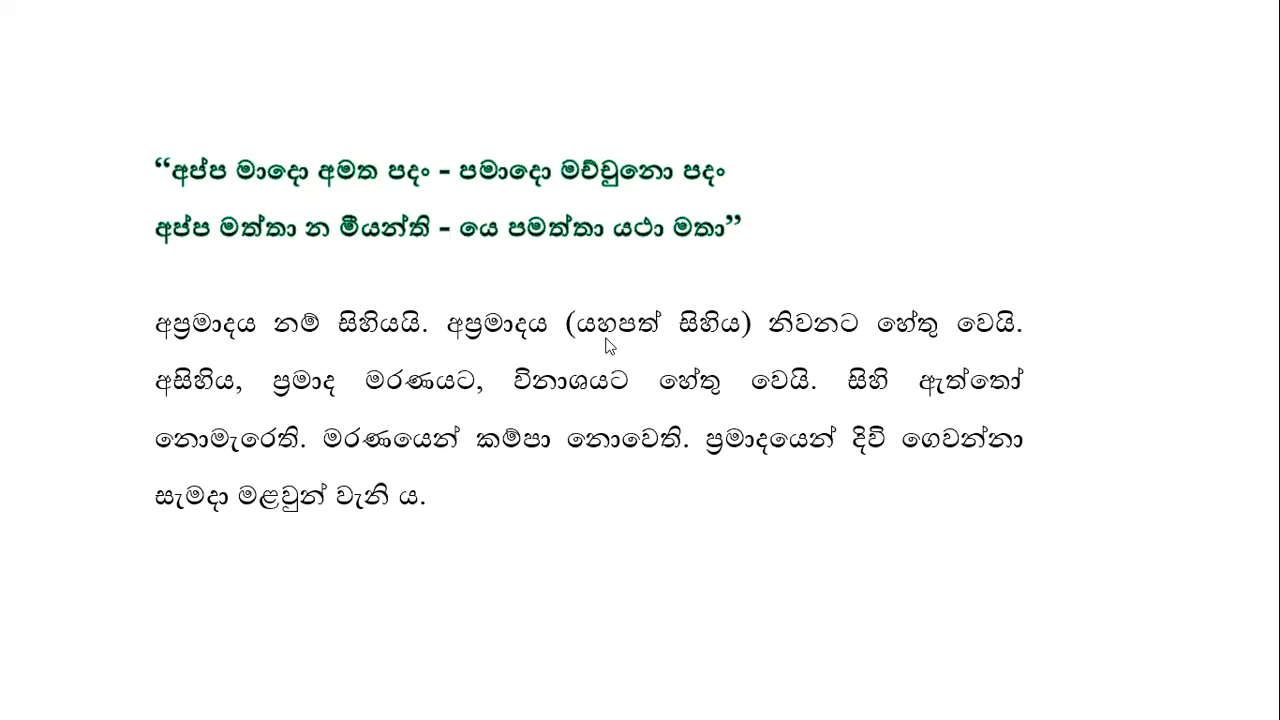 “අප්ප මාදො අමත පදං - පමාදො මච්චුනො පදං
අප්ප මත්තා න මීයන්ති - යෙ පමත්තා යථා මතා”
අප්‍රමාදය නම් සිහියයි. අප්‍රමාදය (යහපත් සිහිය) නිවනට හේතු වෙයි.
අසිහිය, ප්‍රමාද මරණයට, විනාශයට හේතු වෙයි. සිහි ඇත්තෝ
නොමැරෙති. මරණයෙන් කම්පා නොවෙති. ප්‍රමාදයෙන් දිවි ගෙවන්නා
සැමදා මළවුන් වැනි ය.